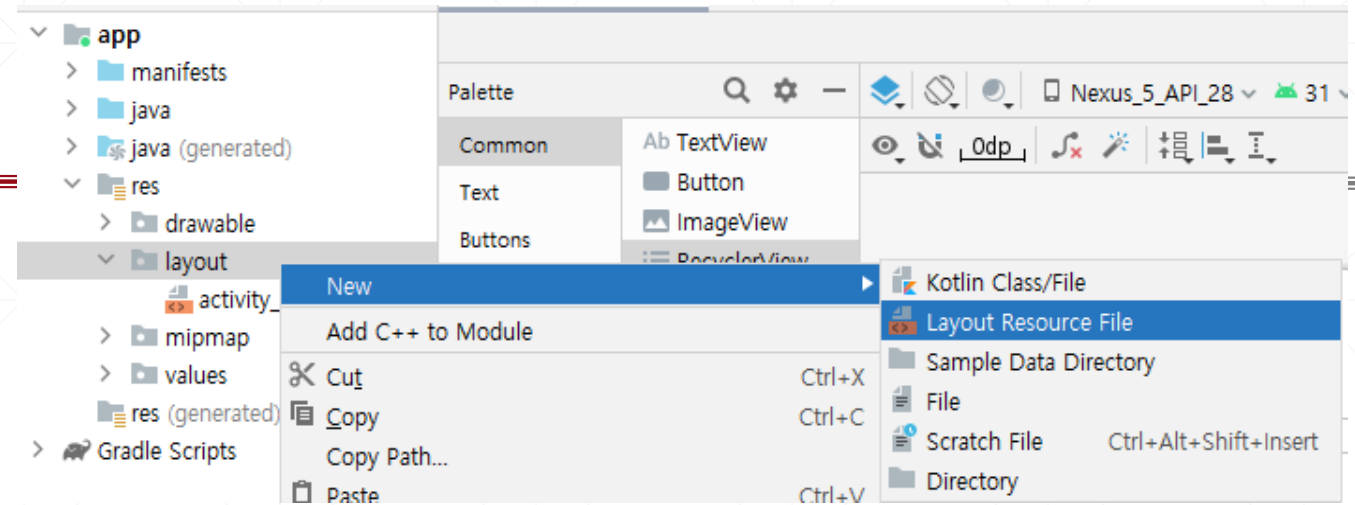 app
manifests
java
java (generated)
res
drawable
layout
activity_
mipmap
values
res (generated)
Gradle Scripts
Palette
Common
Text
Buttons
Ab TextView
Button
ImageView
RecyclerView
Nexus_5_API_28
31
0dp
New
Add C++ to Module
Cut Ctrl+X
Copy Ctrl+C
Copy Path...
Paste Ctrl+V
Kotlin Class/File
Layout Resource File
Sample Data Directory
File
Scratch File Ctrl+Alt+Shift+Insert
Directory